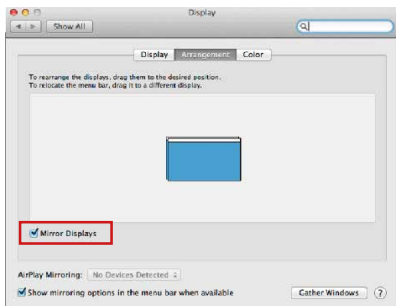 Display
Show All
Display Arrangement Color
To rearrange the displays, drag them to the desired position.
To relocate the menu bar, drag it to a different display.
Mirror Displays
AirPlay Mirroring: No Devices Detected
Show mirroring options in the menu bar when available
Gather Windows ?